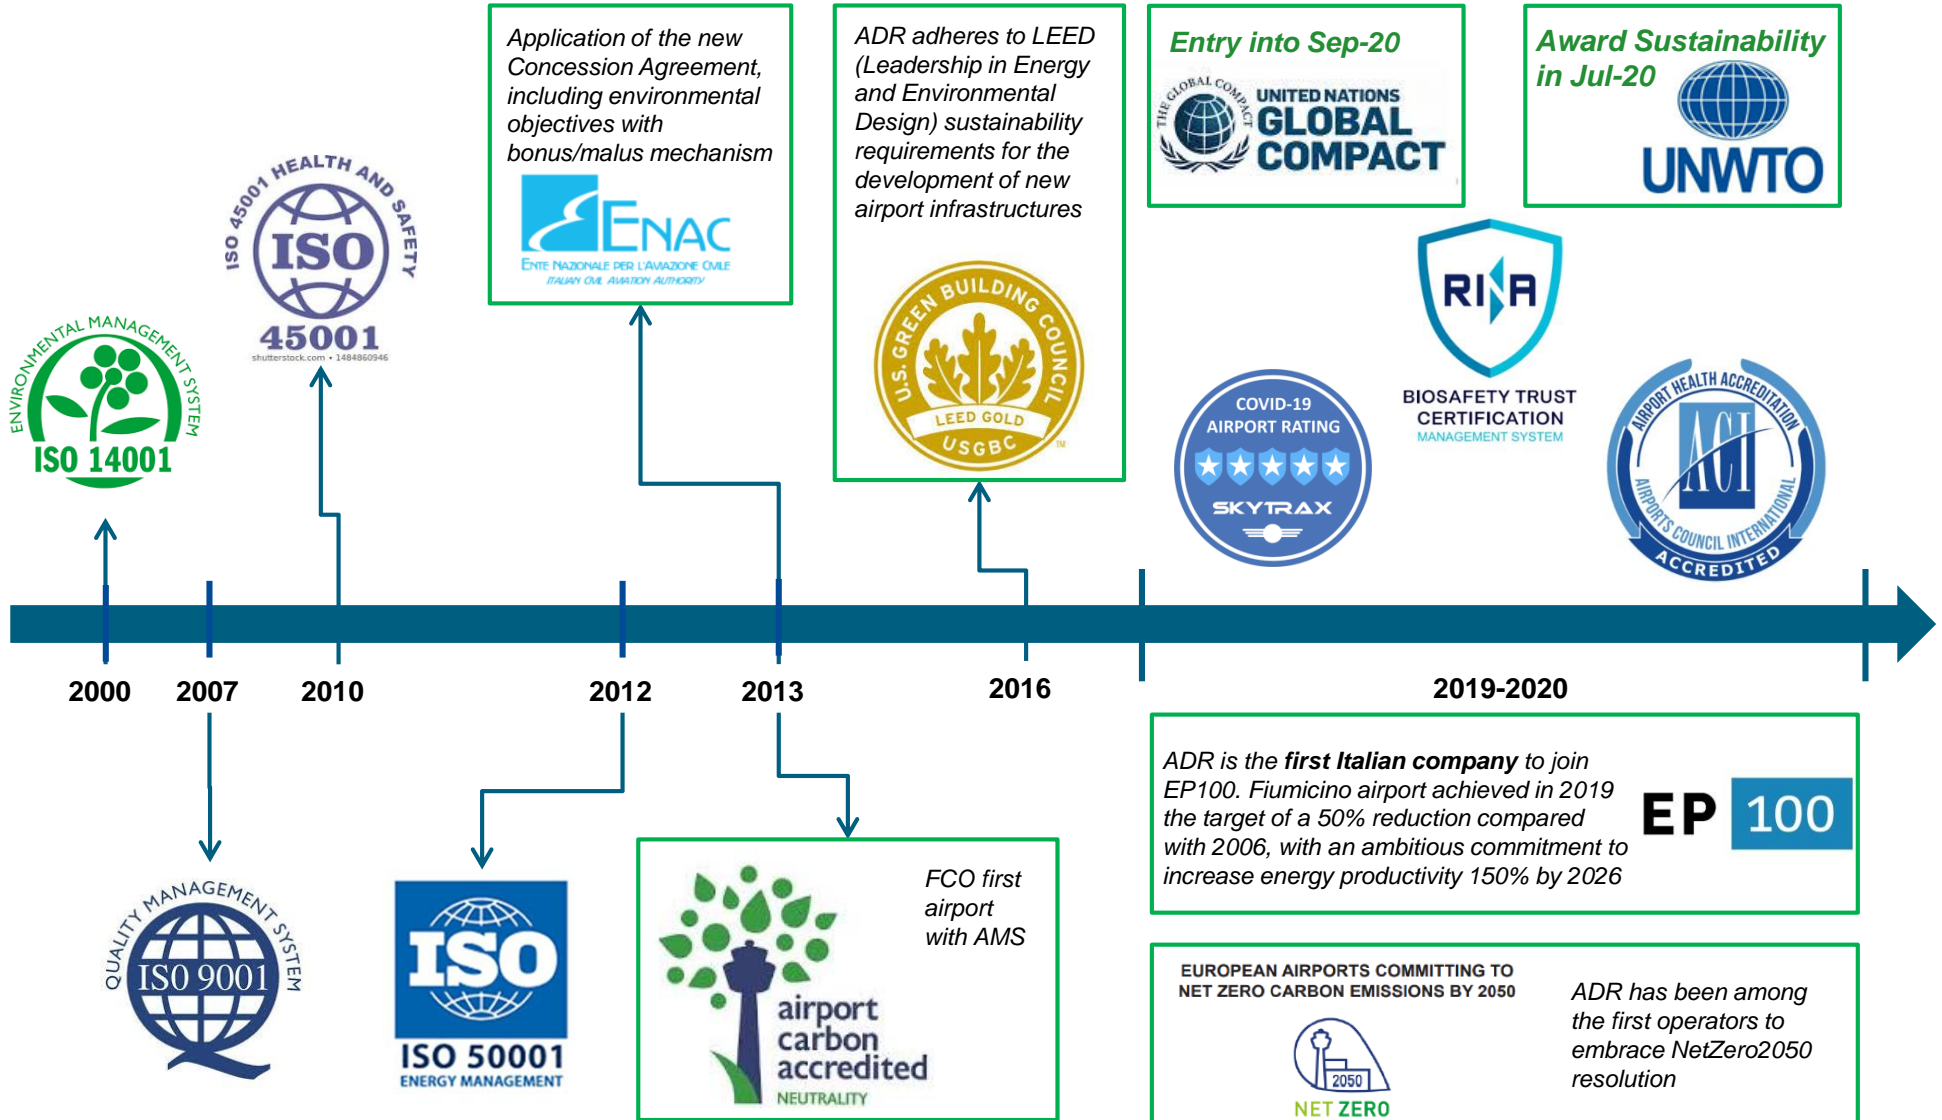 Application of the new
Concession Agreement,
including environmental
objectives with
bonus/malus mechanism
ENAC
ENTE NAZIONALE PER L'AVIAZIONE CIVILE
ITALIAN CIVIL AVIATION AUTHORITY
ADR adheres to LEED
(Leadership in Energy
and Environmental
Design) sustainability
requirements for the
development of new
airport infrastructures
U.S. GREEN BUILDING COUNCIL
LEED GOLD
USGBC
TM
Entry into Sep-20
THE GLOBAL COMPACT
UNITED NATIONS
GLOBAL
COMPACT
Award Sustainability
in Jul-20
UNWTO
ISO 45001 HEALTH AND SAFETY
ISO
45001
shutterstock.com • 1484860946
ENVIRONMENTAL MANAGEMENT SYSTEM
ISO 14001
RINA
BIOSAFETY TRUST
CERTIFICATION
MANAGEMENT SYSTEM
COVID-19
AIRPORT RATING
SKYTRAX
AIRPORT HEALTH ACCREDITATION
ACI
AIRPORTS COUNCIL INTERNATIONAL
ACCREDITED
2000
2007
2010
2012
2013
2016
2019-2020
QUALITY MANAGEMENT SYSTEM
ISO 9001
ISO
ISO 50001
ENERGY MANAGEMENT
FCO first
airport
with AMS
airport
carbon
accredited
NEUTRALITY
ADR is the first Italian company to join
EP100. Fiumicino airport achieved in 2019
the target of a 50% reduction compared
with 2006, with an ambitious commitment to
increase energy productivity 150% by 2026
EP 100
EUROPEAN AIRPORTS COMMITTING TO
NET ZERO CARBON EMISSIONS BY 2050
2050
NET ZERO
ADR has been among
the first operators to
embrace NetZero2050
resolution